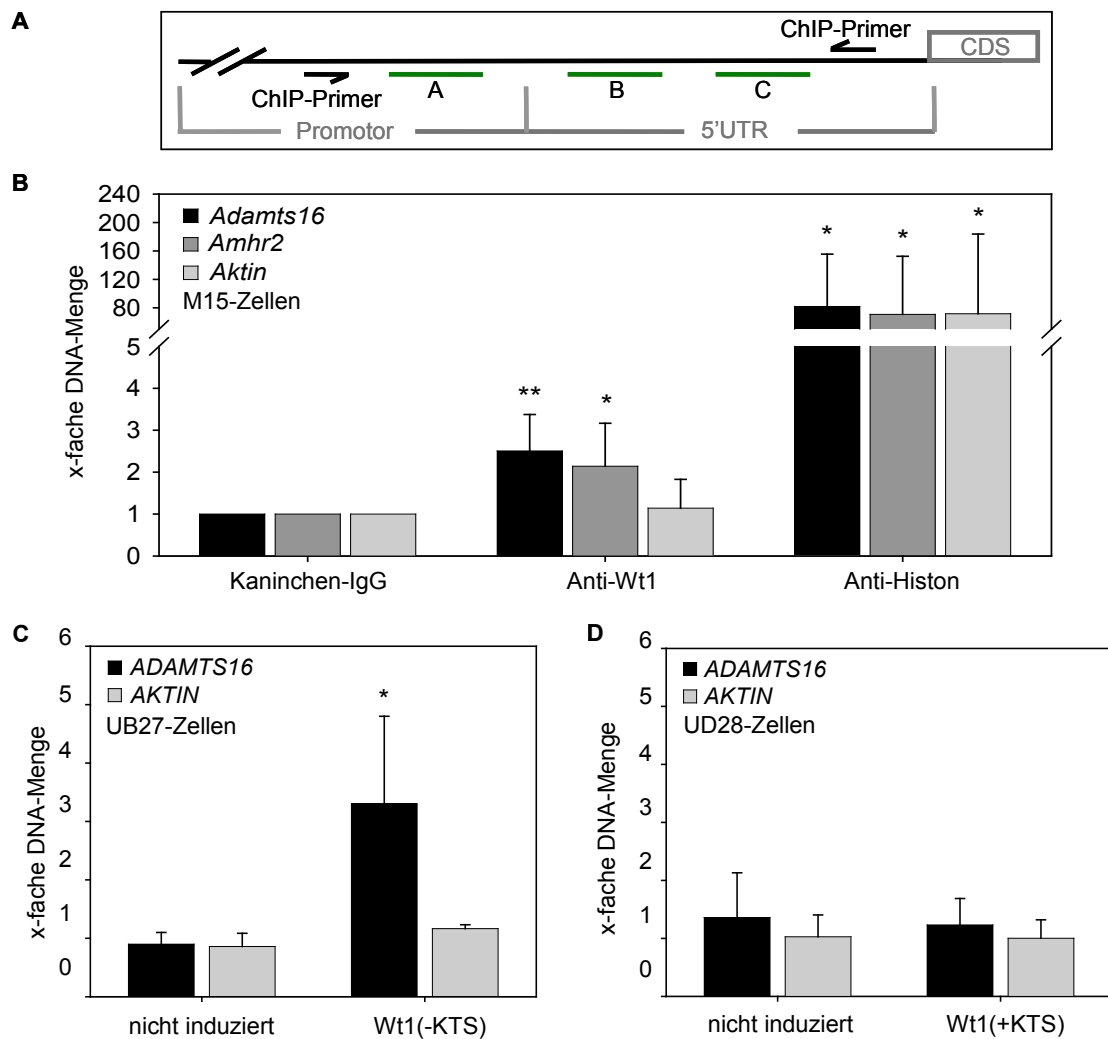 A
ChIP-Primer
CDS
ChIP-Primer
A
B
C
Promotor
5'UTR
B
x-fache DNA-Menge
240
200
160
120
80
5
4
3
2
1
0
Adamts16
Amhr2
Aktin
M15-Zellen
**
*
*
*
*
Kaninchen-IgG
Anti-Wt1
Anti-Histon
C
x-fache DNA-Menge
6
5
4
3
2
1
0
ADAMTS16
AKTIN
UB27-Zellen
*
nicht induziert
Wt1(-KTS)
D
x-fache DNA-Menge
6
5
4
3
2
1
0
ADAMTS16
AKTIN
UD28-Zellen
nicht induziert
Wt1(+KTS)